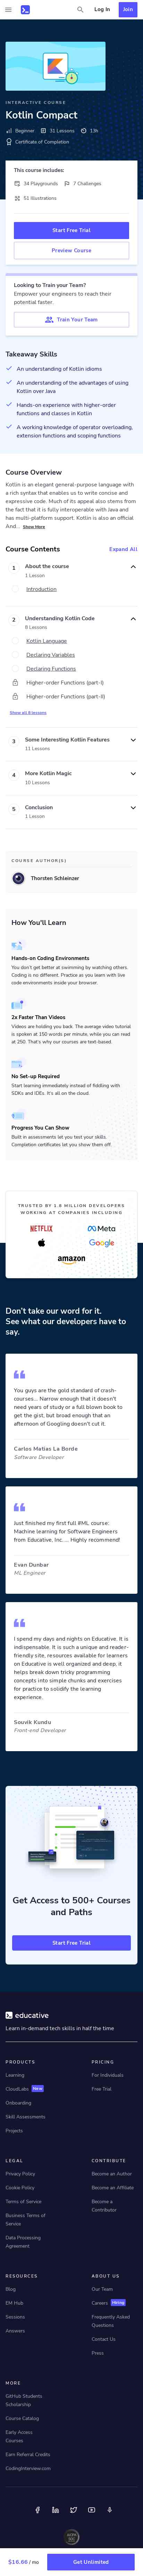 Log In
Join
INTERACTIVE COURSE
Kotlin Compact
Beginner
31 Lessons
13h
Certificate of Completion
This course includes:
34 Playgrounds
7 Challenges
51 Illustrations
Start Free Trial
Preview Course
Looking to Train your Team?
Empower your engineers to reach their
potential faster.
Train Your Team
Takeaway Skills
An understanding of Kotlin idioms
An understanding of the advantages of using
Kotlin over Java
Hands-on experience with higher-order
functions and classes in Kotlin
A working knowledge of operator overloading,
extension functions and scoping functions
Course Overview
Kotlin is an elegant general-purpose language with
a rich syntax that enables us to write concise and
expressive code. Much of its appeal also stems from
the fact that it is fully interoperable with Java and
the multi-platform support. Kotlin is also an official
And... Show More
Course Contents
Expand All
1
About the course
1 Lesson
Introduction
2
Understanding Kotlin Code
8 Lessons
Kotlin Language
Declaring Variables
Declaring Functions
Higher-order Functions (part-I)
Higher-order Functions (part-II)
Show all 8 lessons
3
Some Interesting Kotlin Features
11 Lessons
4
More Kotlin Magic
10 Lessons
5
Conclusion
1 Lesson
COURSE AUTHOR(S)
Thorsten Schleinzer
How You'll Learn
Hands-on Coding Environments
You don't get better at swimming by watching others.
Coding is no different. Practice as you learn with live
code environments inside your browser.
2x Faster Than Videos
Videos are holding you back. The average video tutorial
is spoken at 150 words per minute, while you can read
at 250. That's why our courses are text-based.
No Set-up Required
Start learning immediately instead of fiddling with
SDKs and IDEs. It's all on the cloud.
Progress You Can Show
Built in assessments let you test your skills.
Completion certificates let you show them off.
TRUSTED BY 1.8 MILLION DEVELOPERS
WORKING AT COMPANIES INCLUDING
NETFLIX
Meta
Google
amazon
Don't take our word for it.
See what our developers have to
say.
You guys are the gold standard of crash-
courses... Narrow enough that it doesn't need
years of study or a full blown book to
get the gist, but broad enough that an
afternoon of Googling doesn't cut it.
Carlos Matias La Borde
Software Developer
Just finished my first full #ML course:
Machine learning for Software Engineers
from Educative, Inc. ... Highly recommend!
Evan Dunbar
ML Engineer
I spend my days and nights on Educative. It is
indispensable. It is such a unique and reader-
friendly site, resources available for learners
on this page is well organized and deep. It
helps break down tricky programming
concepts into simple and easy to understand
examples and exercises for practicing thus
effectively solidify the learning
experience.
Souvik Kundu
Front-end Developer
Get Access to 500+ Courses
and Paths
Start Free Trial
educative
Learn in-demand tech skills in half the time
PRODUCTS
Learning
CloudLabs New
Onboarding
Skill Assessments
Projects
PRICING
For Individuals
Free Trial
LEGAL
Privacy Policy
Cookie Policy
Terms of Service
Business Terms of
Service
Data Processing
Agreement
CONTRIBUTE
Become an Author
Become an Affiliate
Become a
Contributor
RESOURCES
Blog
EM Hub
Sessions
Answers
ABOUT US
Our Team
Careers Hiring
Frequently Asked
Questions
Contact Us
Press
MORE
GitHub Students
Scholarship
Course Catalog
Early Access
Courses
Earn Referral Credits
CodingInterview.com
$16.66 / mo
Get Unlimited